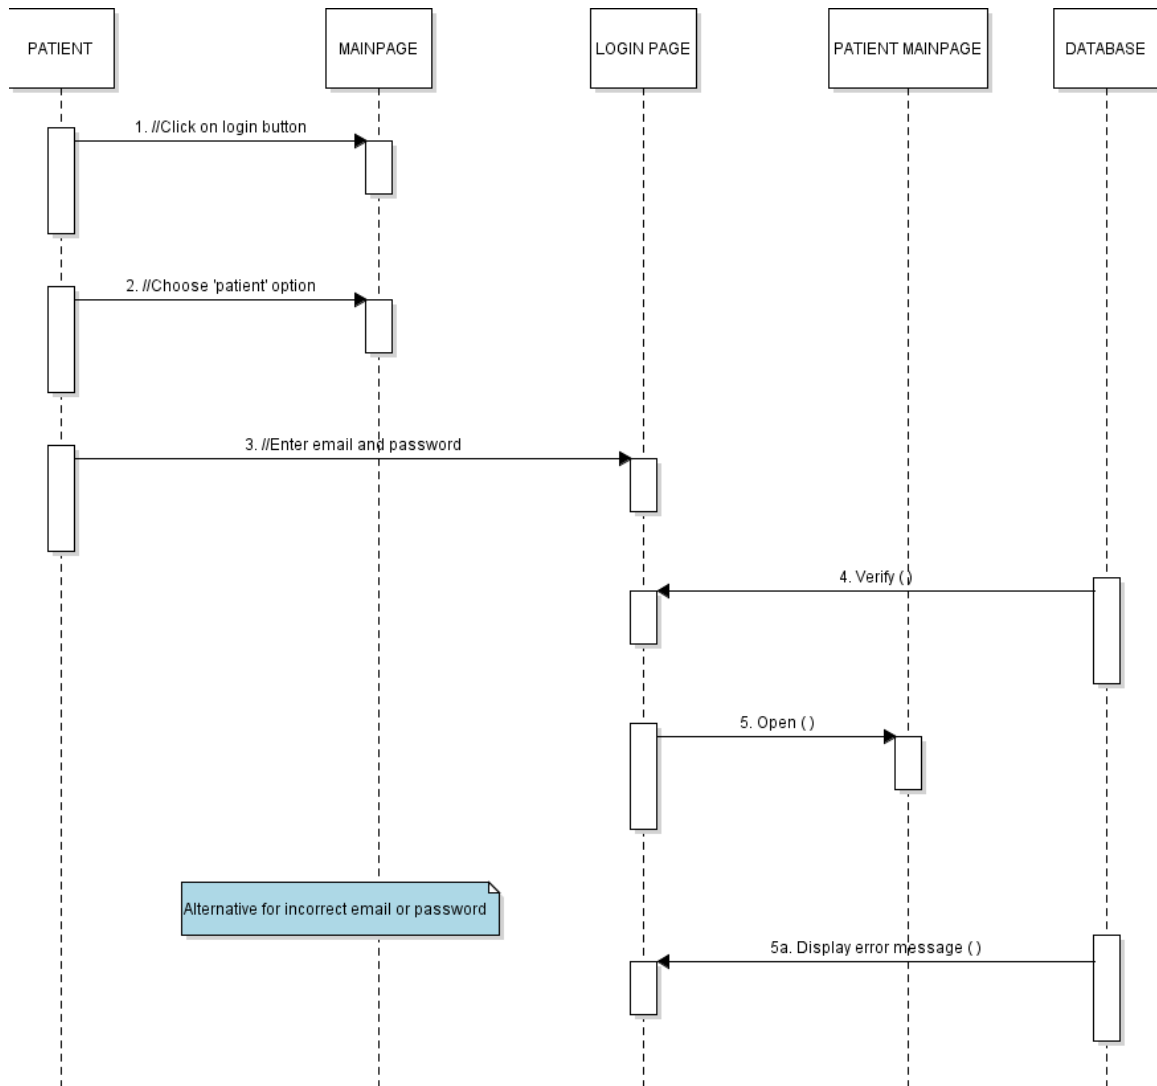 PATIENT
MAINPAGE
LOGIN PAGE
PATIENT MAINPAGE
DATABASE
1. //Click on login button
2. //Choose 'patient' option
3. //Enter email and password
4. Verify ( )
5. Open ( )
Alternative for incorrect email or password
5a. Display error message ( )